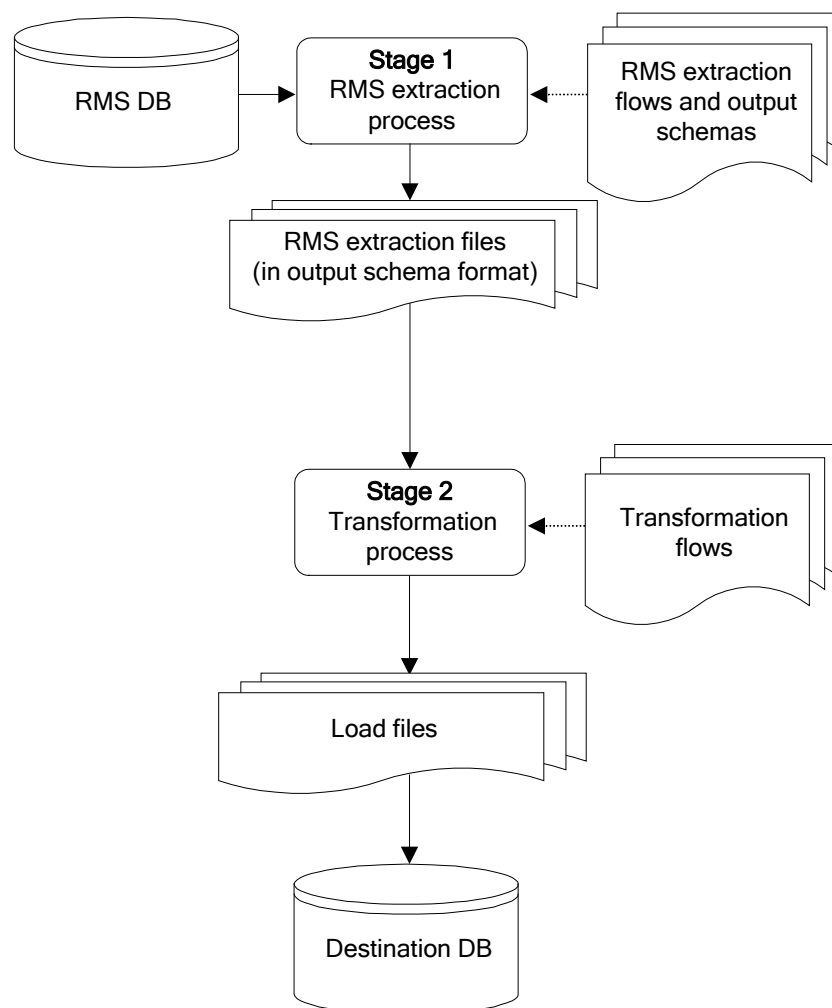 RMS DB
Stage 1
RMS extraction
process
RMS extraction
flows and output
schemas
RMS extraction files
(in output schema format)
Stage 2
Transformation
process
Transformation
flows
Load files
Destination DB